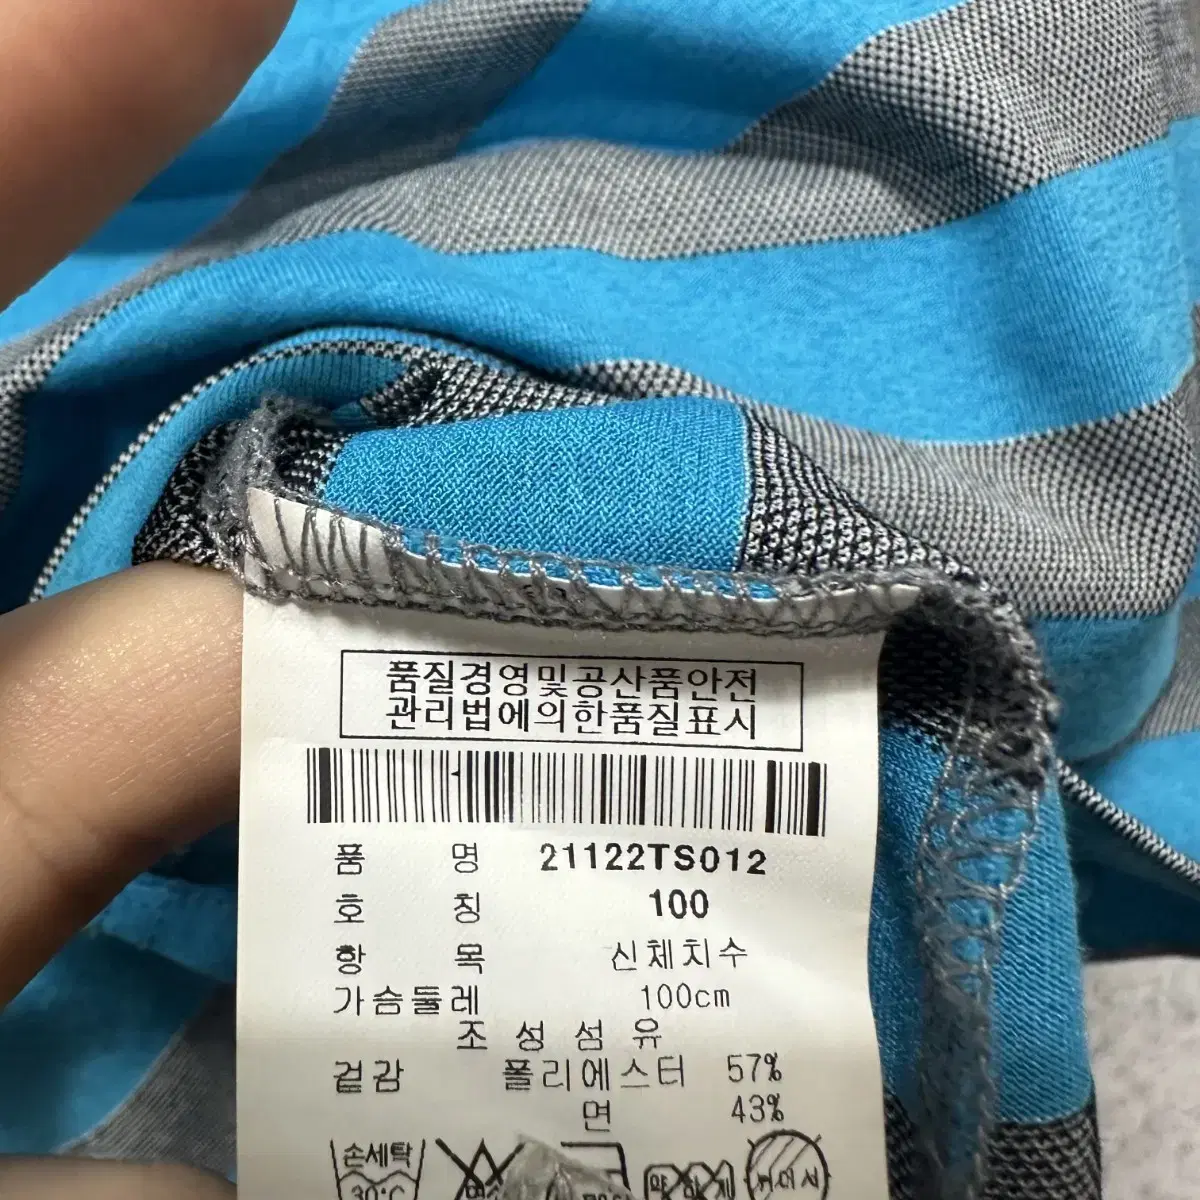 품질경영및공산품안전
관리법에의한품질표시
품 명 21122TS012
호 칭 100
항 목 신체치수
가슴둘레 100cm
조성섬유
겉감 폴리에스터 57%
면 43%
손세탁
30°C